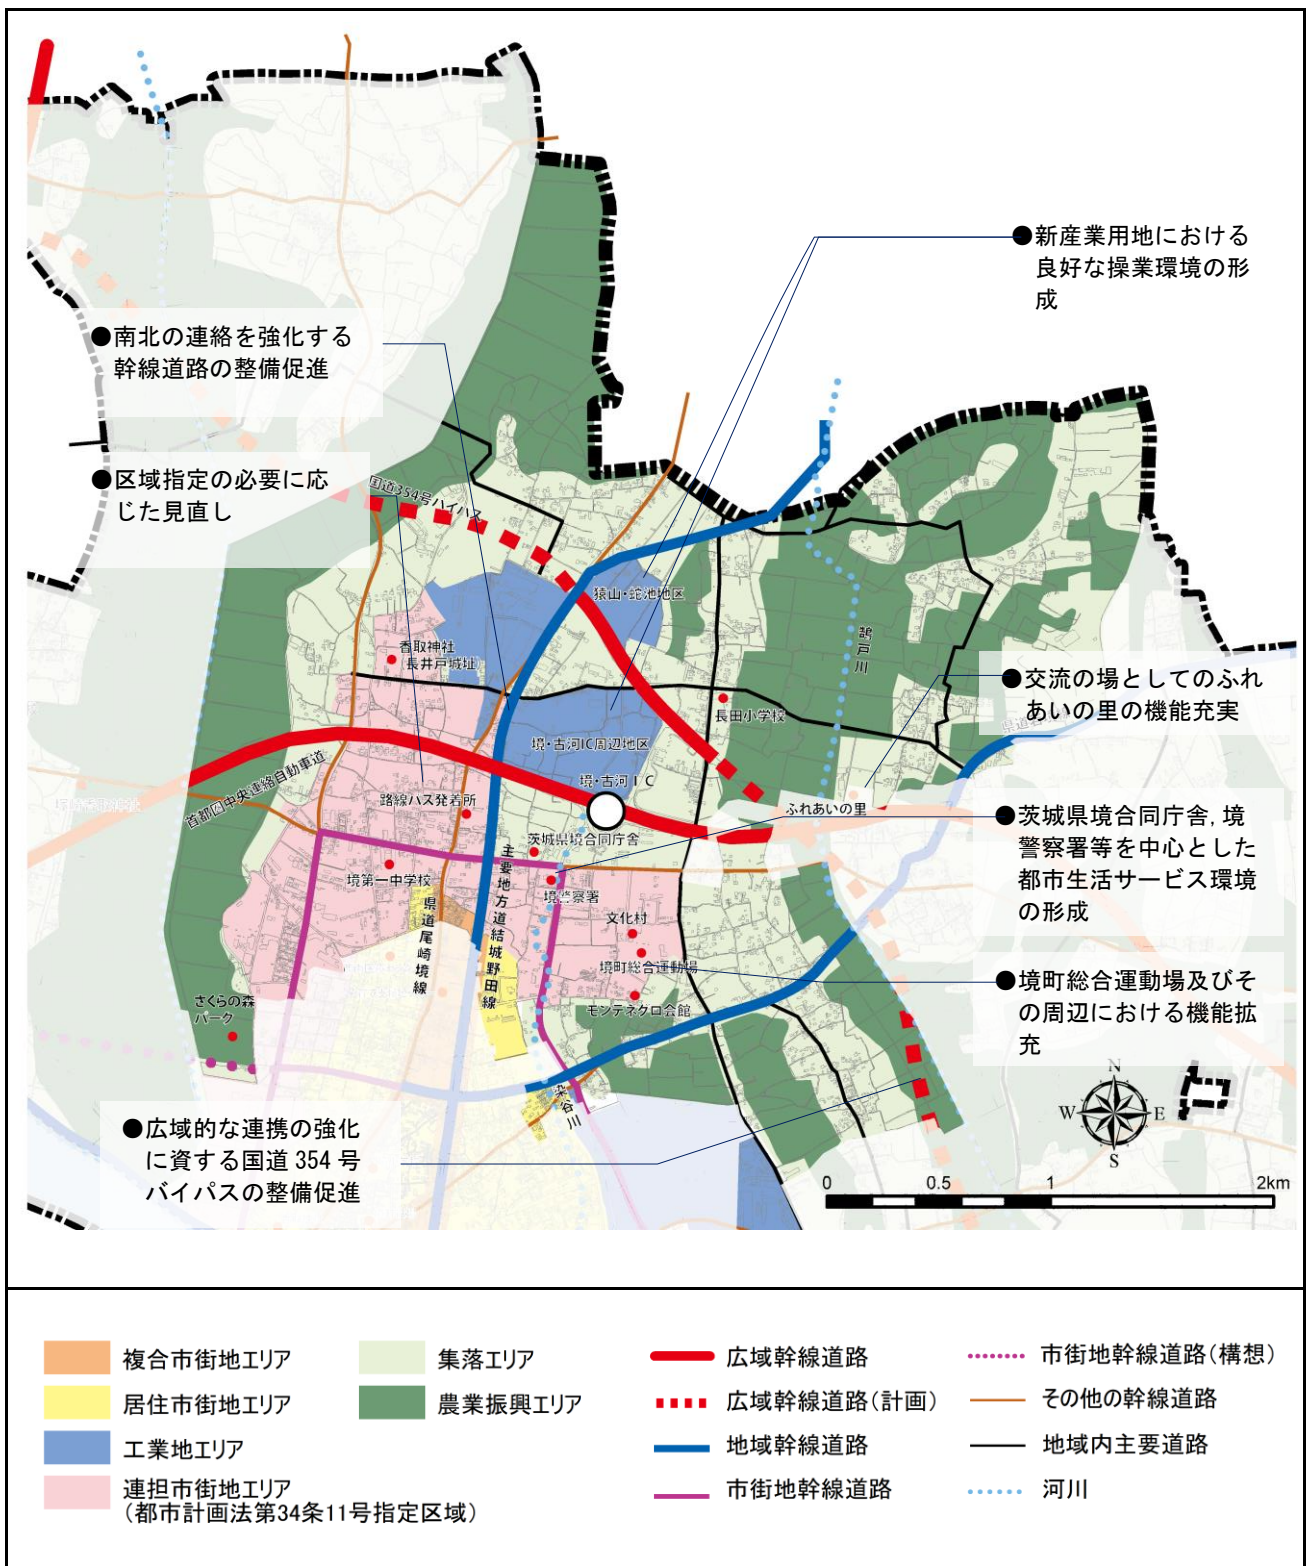 ●新産業用地における
良好な操業環境の形
成
●南北の連絡を強化する
幹線道路の整備促進
●区域指定の必要に応
じた見直し
国道354号バイパス
猿山・蛇池地区
香取神社
(長井戸城址)
鵠戸川
●交流の場としてのふれ
あいの里の機能充実
長田小学校
境・古河IC周辺地区
境・古河IC
首都圏中央連絡自動車道
路線バス発着所
ふれあいの里
●茨城県境合同庁舎,境
警察署等を中心とした
都市生活サービス環境
の形成
茨城県境合同庁舎
境第一中学校
境警察署
主要地方道結城野田線
県道尾崎境線
文化村
境町総合運動場
●境町総合運動場及びそ
の周辺における機能拡
充
さくらの森
パーク
モンテネグロ会館
染谷川
●広域的な連携の強化
に資する国道354号
バイパスの整備促進
N
W E
S
0 0.5 1 2km
複合市街地エリア
居住市街地エリア
工業地エリア
連担市街地エリア
(都市計画法第34条11号指定区域)
集落エリア
農業振興エリア
広域幹線道路
広域幹線道路(計画)
地域幹線道路
市街地幹線道路
市街地幹線道路(構想)
その他の幹線道路
地域内主要道路
河川